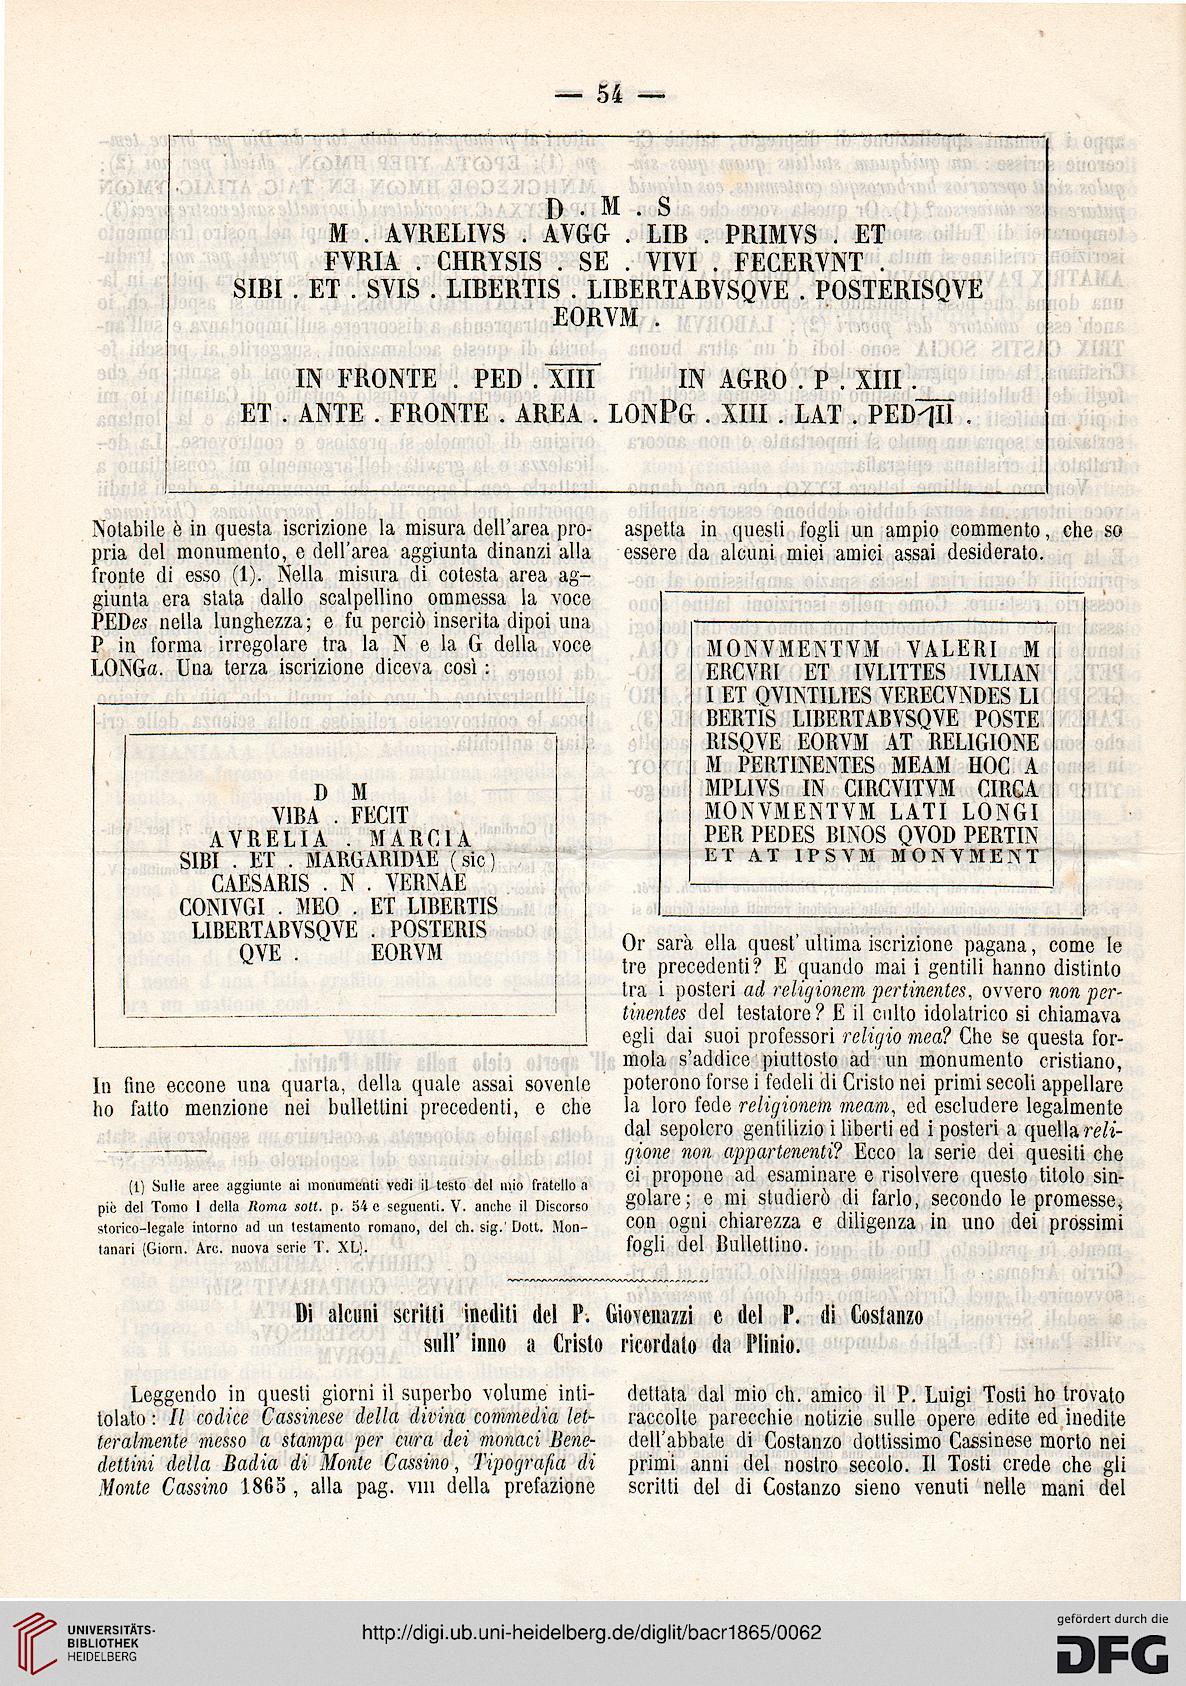 — 54 —
D . M . S
M . AVRELIVS . AVGG . LIB . PRIMVS . ET
FVRIA . CHRYSIS . SE . VIVI . FECERVNT
SIBI . ET . SVIS . LIBERTIS . LIBERTABVSQVE . POSTERISQVE
EORVM .
IN FRONTE . PED . XIII IN AGRO . P . XIII .
ET . ANTE . FRONTE . AREA . LONPG . XIII . LAT PED
Notabile è in questa iscrizione la misura dell'area pro-
pria del monumento, e dell'area aggiunta dinanzi alla
fronte di esso (1). Nella misura di cotesta area ag-
giunta era stata dallo scalpellino ommessa la voce
PEDes nella lunghezza; e fu perciò inserita dipoi una
P in forma irregolare tra la N e la G della voce
LONGa. Una terza iscrizione diceva così :
D M
VIBA . FECIT
AVRELIA . MARCIA
SIBI . ET . MARGARIDAE (sic)
CAESARIS . N . VERNAE
CONIVGI . MEO . ET LIBERTIS
LIBERTABVSQVE . POSTERIS
QVE . EORVM
In fine eccone una quarta, della quale assai sovente
ho fatto menzione nei bullettini precedenti, e che
(1) Sulle aree aggiunte ai monumenti vedi il testo del mio fratello a
piè del Tomo I della Roma sott. p. 54 e seguenti. V. anche il Discorso
storico-legale intorno ad un testamento romano, del ch. sig. Dott. Mon-
tanari (Giorn. Arc. nuova serie T. XL).
aspetta in questi fogli un ampio commento, che so
essere da alcuni miei amici assai desiderato.
MONVMENTVM VALERI M
ERCVRI ET IVLITTES IVLIAN
I ET QVINTILIES VERECVNDES LI
BERTIS LIBERTABVSQVE POSTE
RISQVE EORVM AT RELIGIONE
M PERTINENTES MEAM HOC A
MPLIVS IN CIRCVITVM CIRCA
MONVMENTVM LATI LONGI
PER PEDES BINOS QVOD PERTIN
ET AT IPSVM MONVMENT
Or sarà ella quest' ultima iscrizione pagana, come le
tre precedenti? E quando mai i gentili hanno distinto
tra i posteri ad religionem pertinentes, ovvero non per-
tinentes del testatore? E il culto idolatrico si chiamava
egli dai suoi professori religio mea? Che se questa for-
mola s'addice piuttosto ad un monumento cristiano,
poterono forse i fedeli di Cristo nei primi secoli appellare
la loro fede religionem meam, ed escludere legalmente
dal sepolcro gentilizio i liberti ed i posteri a quella reli-
gione non appartenenti? Ecco la serie dei quesiti che
ci propone ad esaminare e risolvere questo titolo sin-
golare; e mi studierò di farlo, secondo le promesse,
con ogni chiarezza e diligenza in uno dei prossimi
fogli del Bullettino.
Di alcuni scritti inediti del P. Giovenazzi e del P. di Costanzo
sull' inno a Cristo ricordato da Plinio.
Leggendo in questi giorni il superbo volume inti-
tolato : Il codice Cassinese della divina commedia let-
teralmente messo a stampa per cura dei monaci Bene-
dettini della Badia di Monte Cassino, Tipografia di
Monte Cassino 1865, alla pag. VIII della prefazione
dettata dal mio ch. amico il P. Luigi Tosti ho trovato
raccolte parecchie notizie sulle opere edite ed inedite
dell'abbate di Costanzo dottissimo Cassinese morto nei
primi anni del nostro secolo. Il Tosti crede che gli
scritti del di Costanzo sieno venuti nelle mani del
UNIVERSITÄTS-
BIBLIOTHEK
HEIDELBERG
http://digi.ub.uni-heidelberg.de/diglit/bacr1865/0062
gefördert durch die
DFG